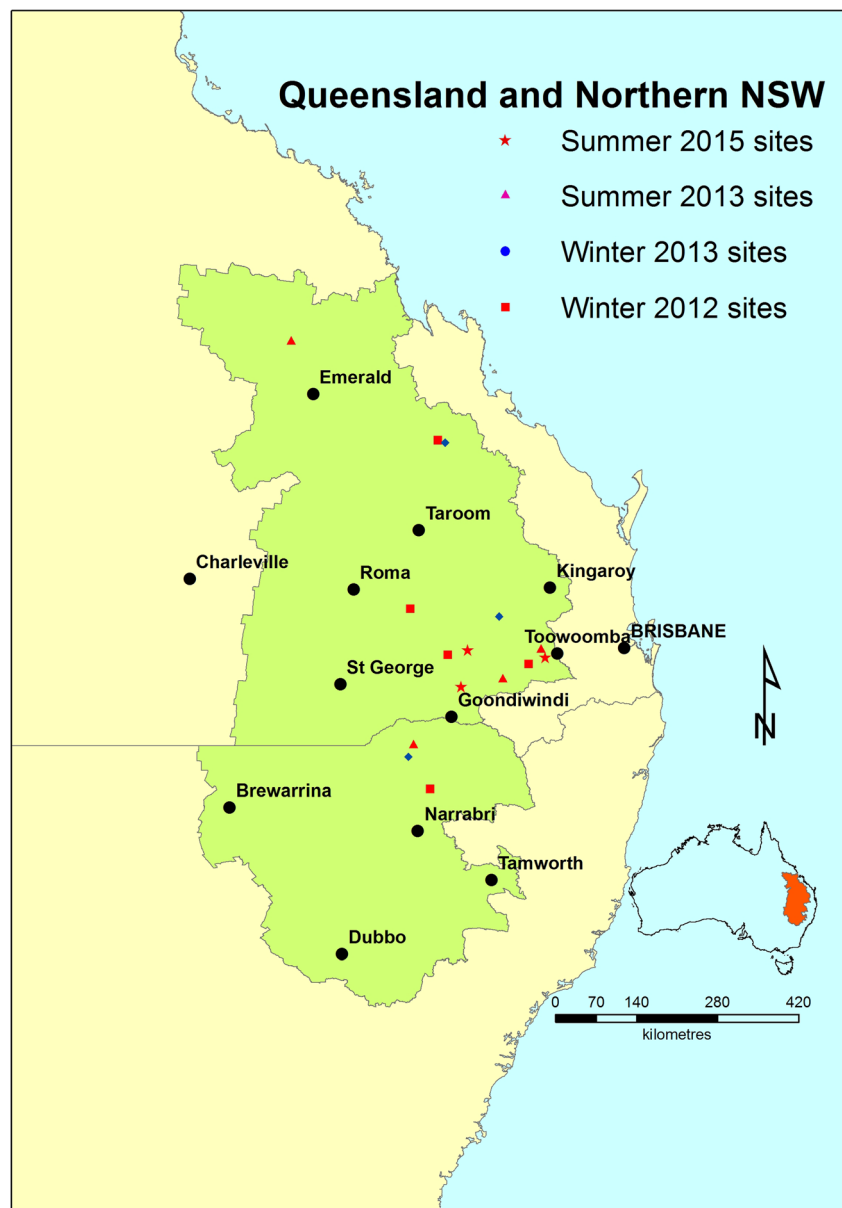 Queensland and Northern NSW
Summer 2015 sites
Summer 2013 sites
Winter 2013 sites
Winter 2012 sites
Emerald
Taroom
Charleville
Roma
Kingaroy
Toowoomba
BRISBANE
St George
Goondiwindi
N
Brewarrina
Narrabri
Tamworth
Dubbo
0 70 140 280 420
kilometres